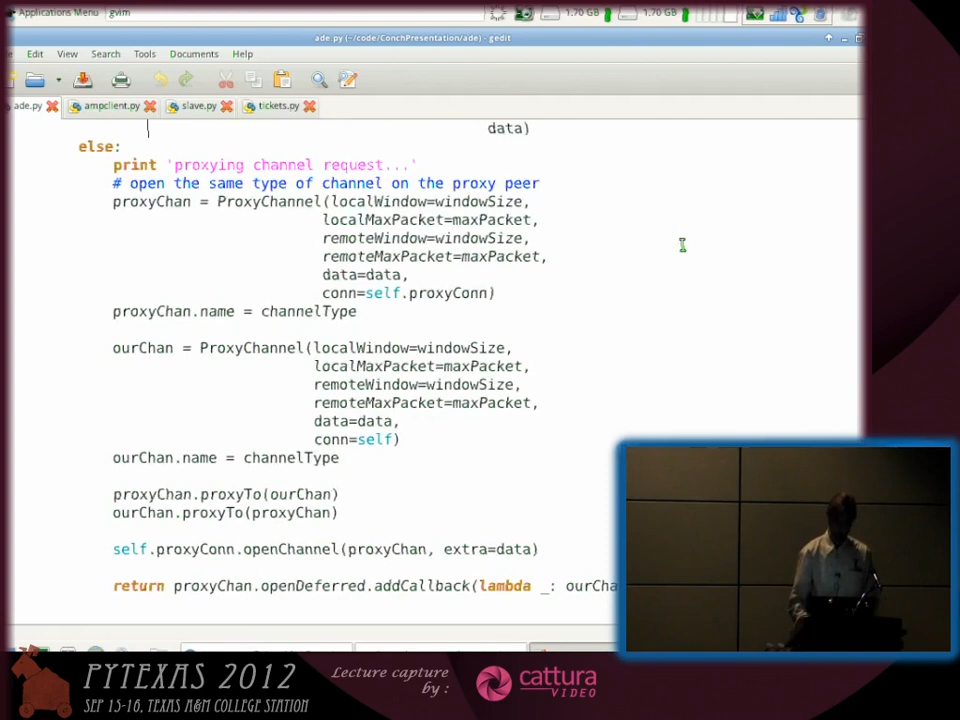 Applications Menu gvim 1.70 GB 1.70 GB
ade.py (~/code/ConchPresentation/ade) - gedit
Edit View Search Tools Documents Help
ade.py ampclient.py slave.py tickets.py
data)
else:
print 'proxying channel request...'
# open the same type of channel on the proxy peer
proxyChan = ProxyChannel(localWindow=windowSize,
localMaxPacket=maxPacket,
remoteWindow=windowSize,
remoteMaxPacket=maxPacket,
data=data,
conn=self.proxyConn)
proxyChan.name = channelType
ourChan = ProxyChannel(localWindow=windowSize,
localMaxPacket=maxPacket,
remoteWindow=windowSize,
remoteMaxPacket=maxPacket,
data=data,
conn=self)
ourChan.name = channelType
proxyChan.proxyTo(ourChan)
ourChan.proxyTo(proxyChan)
self.proxyConn.openChannel(proxyChan, extra=data)
return proxyChan.openDeferred.addCallback(lambda _: ourCha
PYTEXAS 2012
SEP 15-16, TEXAS A&M COLLEGE STATION
Lecture capture
by :
cattura
VIDEO